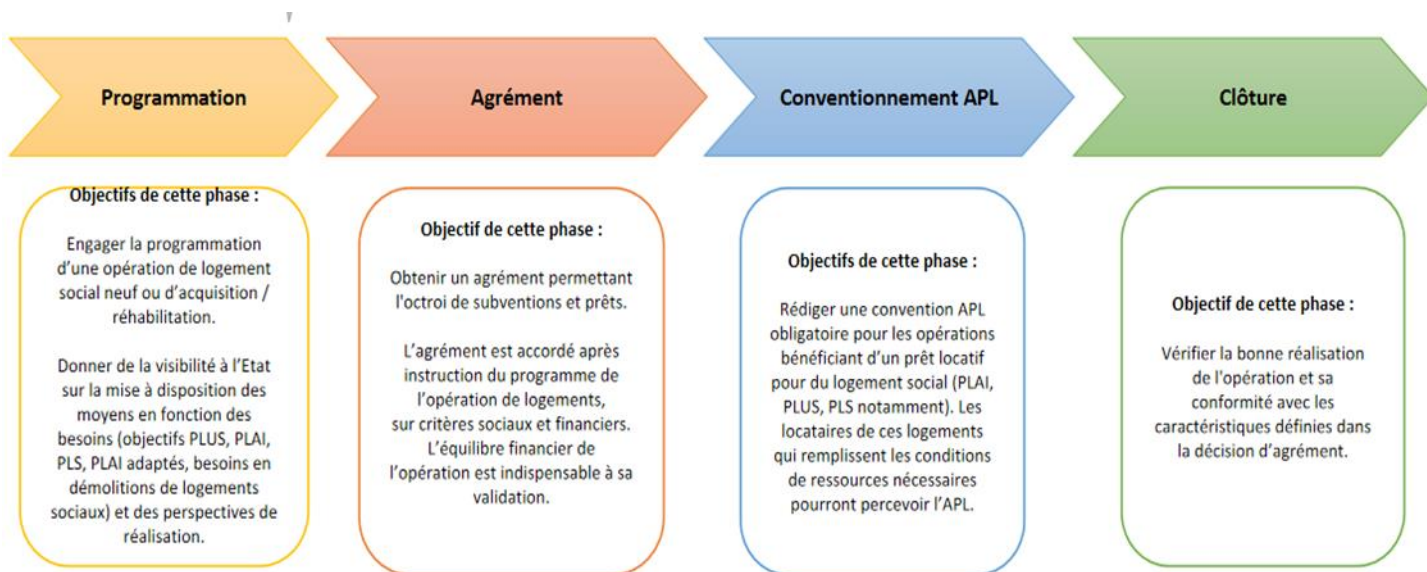 Programmation
Agrément
Conventionnement APL
Clôture
Objectifs de cette phase :
Engager la programmation
d'une opération de logement
social neuf ou d'acquisition /
réhabilitation.
Donner de la visibilité à l'Etat
sur la mise à disposition des
moyens en fonction des
besoins (objectifs PLUS, PLAI,
PLS, PLAI adaptés, besoins en
démolitions de logements
sociaux) et des perspectives de
réalisation.
Objectif de cette phase :
Obtenir un agrément permettant
l'octroi de subventions et prêts.
L'agrément est accordé après
instruction du programme de
l'opération de logements,
sur critères sociaux et financiers.
L'équilibre financier de
l'opération est indispensable à sa
validation.
Objectifs de cette phase :
Rédiger une convention APL
obligatoire pour les opérations
bénéficiant d'un prêt locatif
pour du logement social (PLAI,
PLUS, PLS notamment). Les
locataires de ces logements
qui remplissent les conditions
de ressources nécessaires
pourront percevoir l'APL.
Objectif de cette phase :
Vérifier la bonne réalisation
de l'opération et sa
conformité avec les
caractéristiques définies dans
la décision d'agrément.